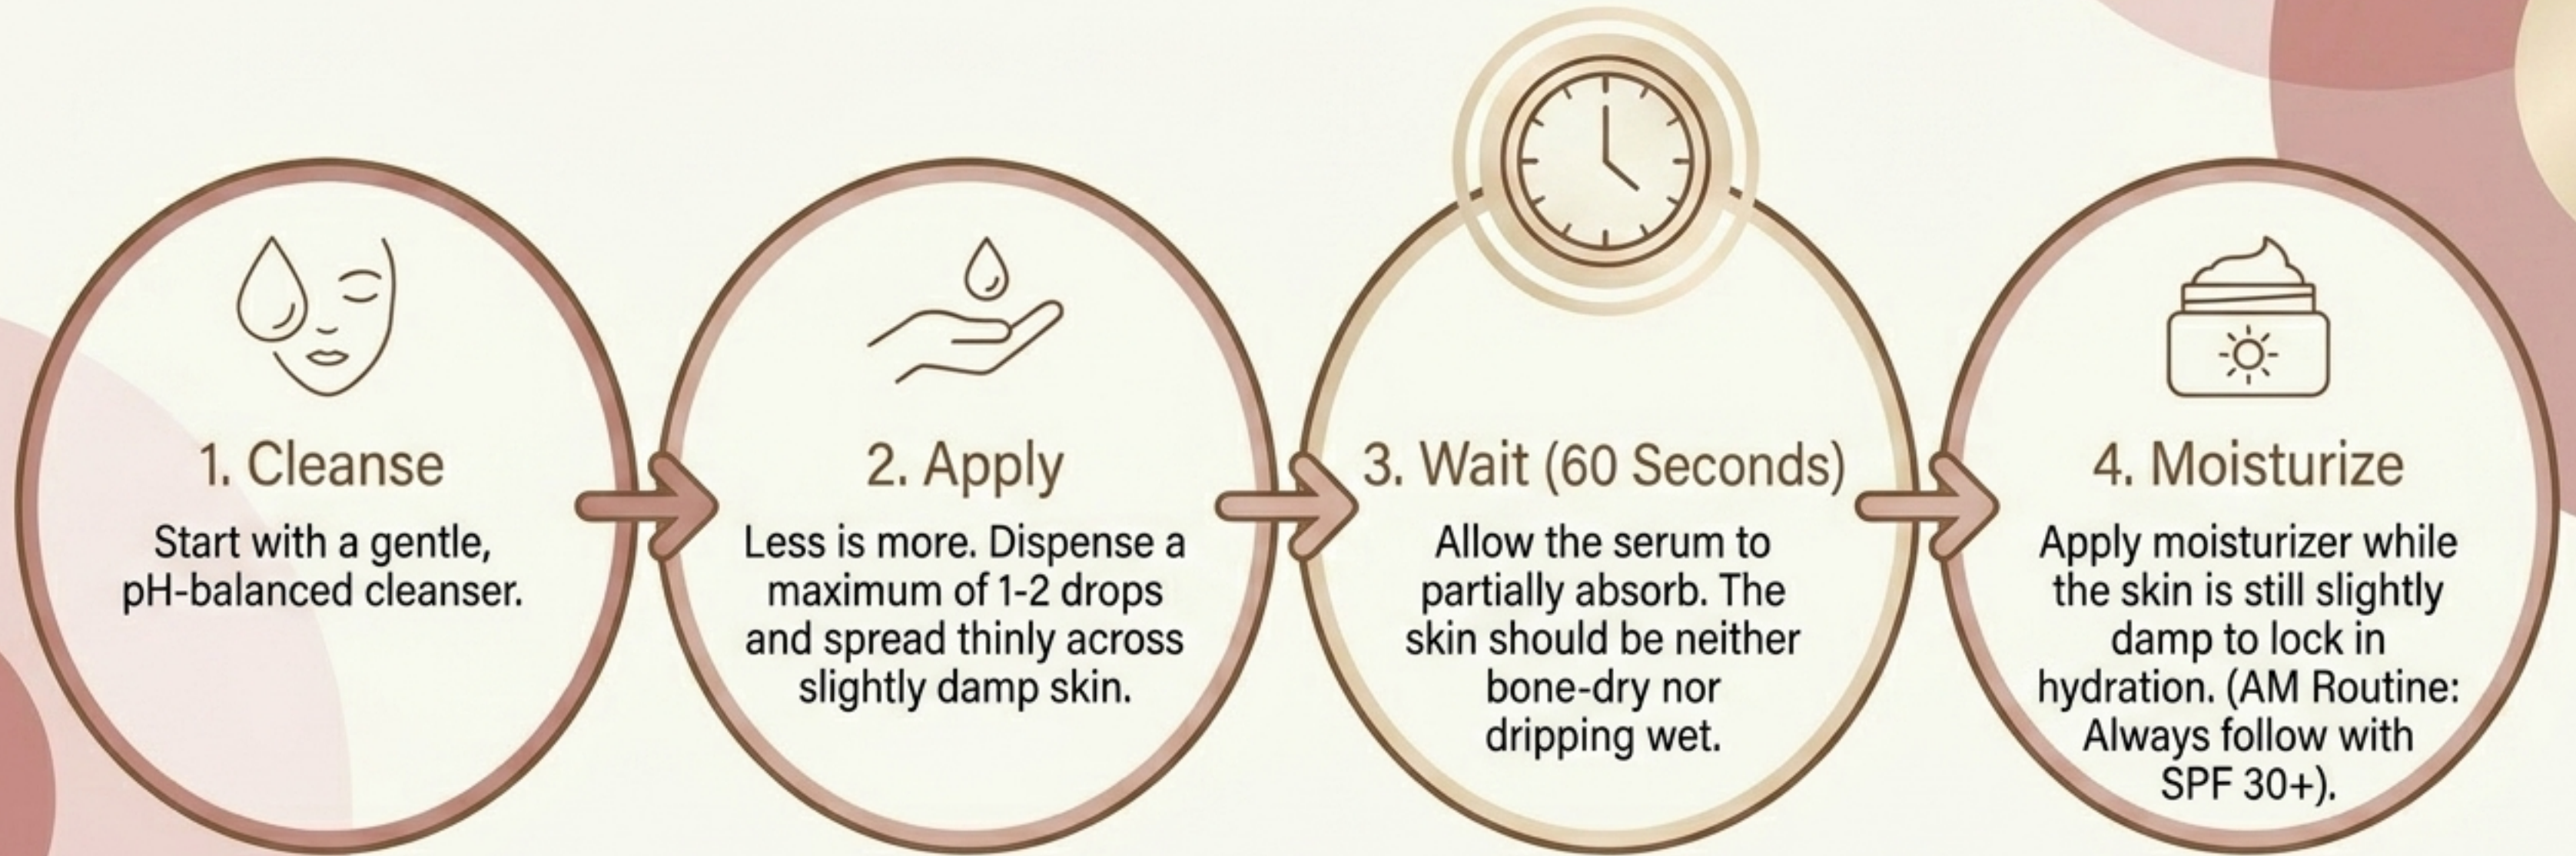 1. Cleanse
Start with a gentle,
pH-balanced cleanser.
2. Apply
Less is more. Dispense a
maximum of 1-2 drops
and spread thinly across
slightly damp skin.
3. Wait (60 Seconds)
Allow the serum to
partially absorb. The
skin should be neither
bone-dry nor
dripping wet.
4. Moisturize
Apply moisturizer while
the skin is still slightly
damp to lock in
hydration. (AM Routine:
Always follow with
SPF 30+).